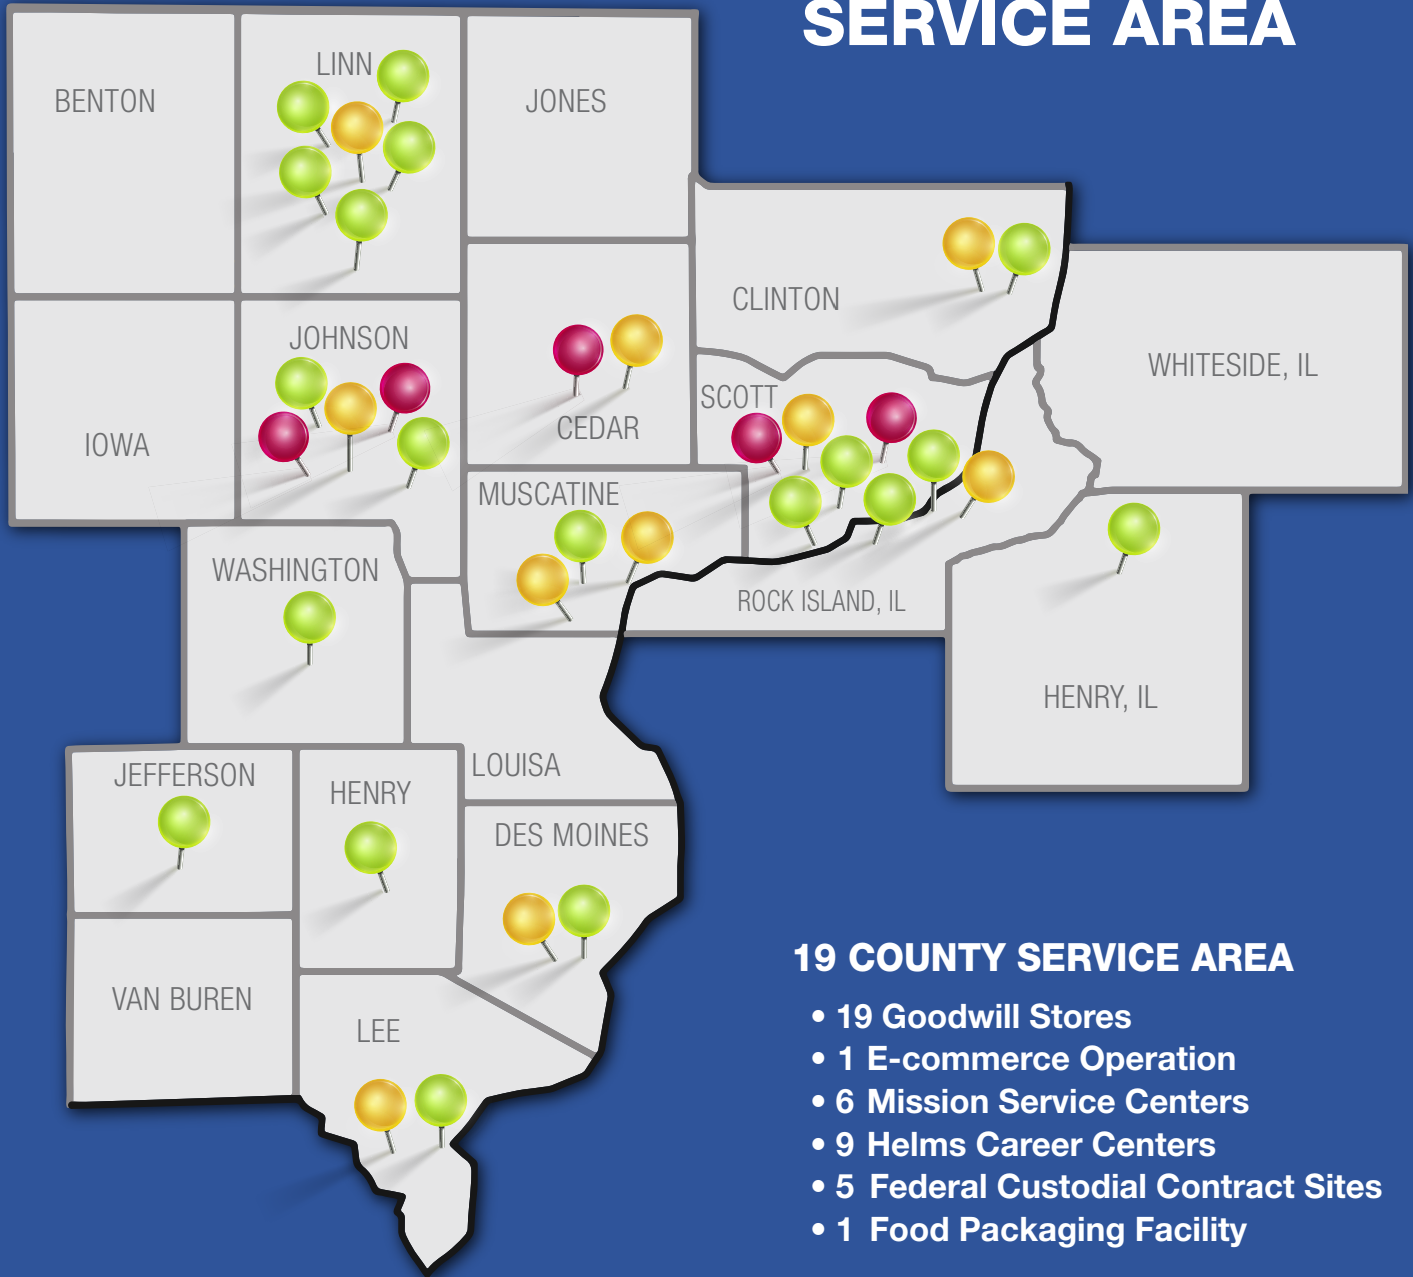 SERVICE AREA
BENTON
LINN
JONES
CLINTON
WHITESIDE, IL
JOHNSON
IOWA
CEDAR
SCOTT
MUSCATINE
WASHINGTON
ROCK ISLAND, IL
HENRY, IL
LOUISA
JEFFERSON
HENRY
DES MOINES
VAN BUREN
LEE
19 COUNTY SERVICE AREA
• 19 Goodwill Stores
• 1 E-commerce Operation
• 6 Mission Service Centers
• 9 Helms Career Centers
• 5 Federal Custodial Contract Sites
• 1 Food Packaging Facility